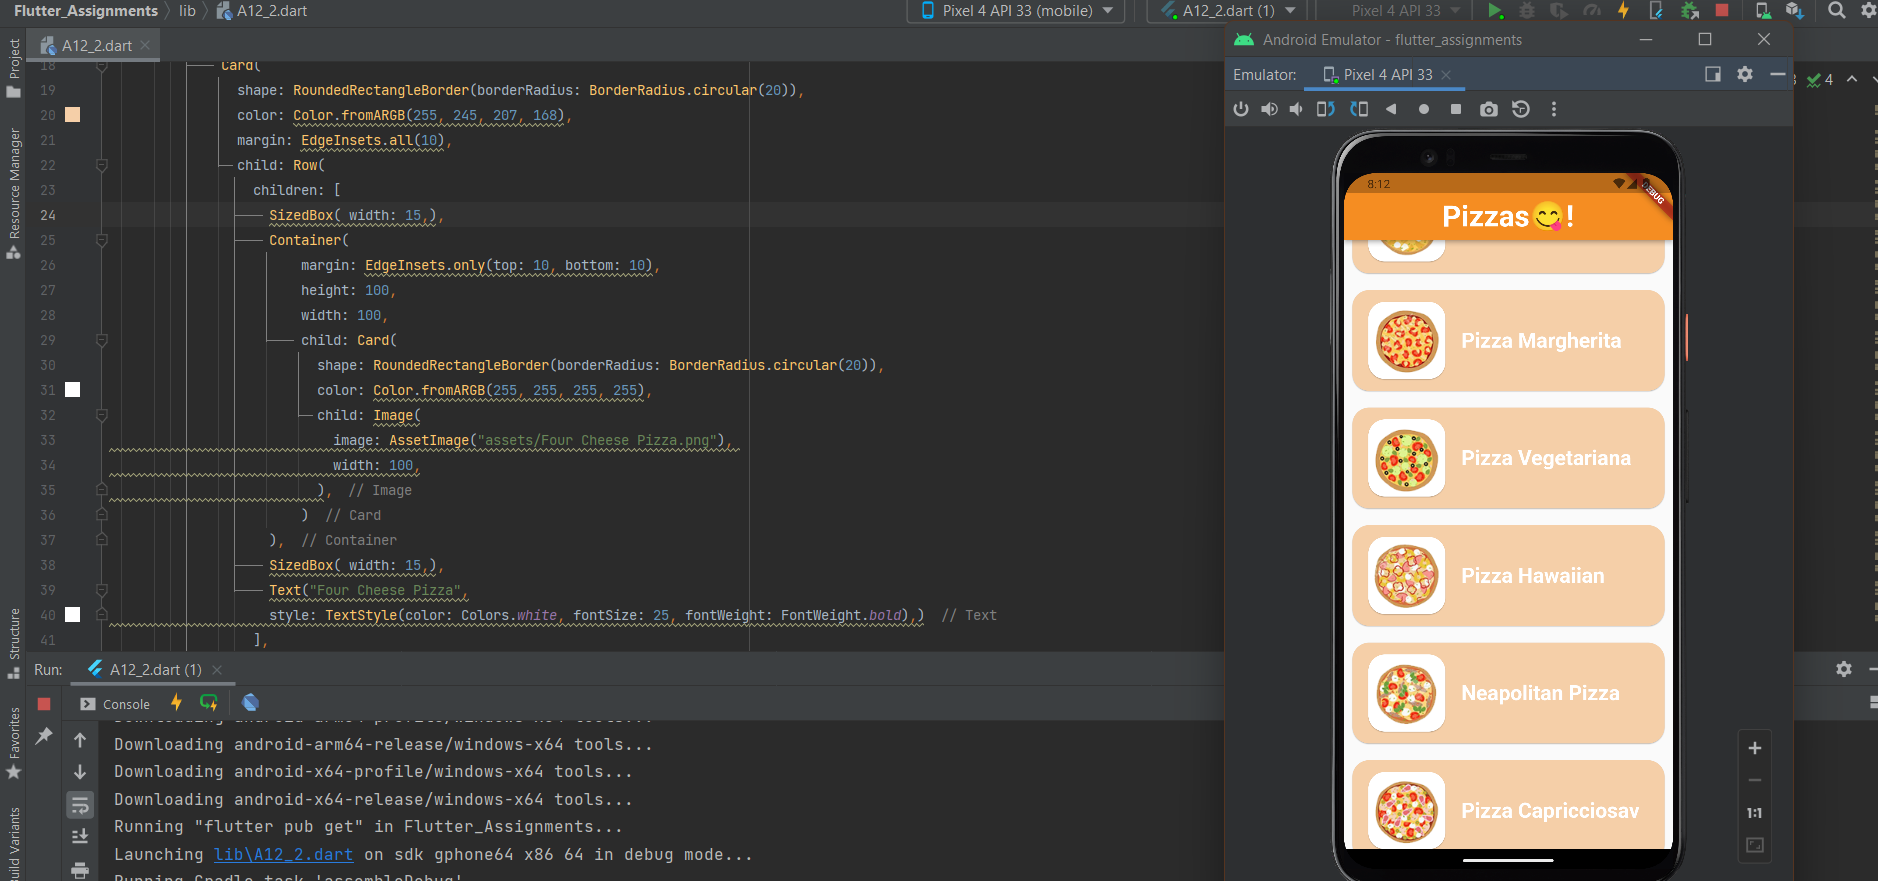 Flutter_Assignments lib A12_2.dart Pixel 4 API 33 (mobile) A12_2.dart (1) Pixel 4 API 33
A12_2.dart
Project
Resource Manager
Structure
Favorites
Build Variants
18 Card(
19 shape: RoundedRectangleBorder(borderRadius: BorderRadius.circular(20)),
20 color: Color.fromARGB(255, 245, 207, 168),
21 margin: EdgeInsets.all(10),
22 child: Row(
23 children: [
24 SizedBox( width: 15,),
25 Container(
26 margin: EdgeInsets.only(top: 10, bottom: 10),
27 height: 100,
28 width: 100,
29 child: Card(
30 shape: RoundedRectangleBorder(borderRadius: BorderRadius.circular(20)),
31 color: Color.fromARGB(255, 255, 255, 255),
32 child: Image(
33 image: AssetImage("assets/Four Cheese Pizza.png"),
34 width: 100,
35 ), // Image
36 ) // Card
37 ), // Container
38 SizedBox( width: 15,),
39 Text("Four Cheese Pizza",
40 style: TextStyle(color: Colors.white, fontSize: 25, fontWeight: FontWeight.bold),) // Text
41 ],
Run: A12_2.dart (1)
Console
Downloading android-arm64-profile/windows-x64 tools...
Downloading android-arm64-release/windows-x64 tools...
Downloading android-x64-profile/windows-x64 tools...
Downloading android-x64-release/windows-x64 tools...
Running "flutter pub get" in Flutter_Assignments...
Launching lib\A12_2.dart on sdk gphone64 x86 64 in debug mode...
Running Gradle task 'assembleDebug'
Android Emulator - flutter_assignments
Emulator: Pixel 4 API 33
4
8:12
DEBUG
Pizzas😋!
Pizza Margherita
Pizza Vegetariana
Pizza Hawaiian
Neapolitan Pizza
Pizza Capricciosav
1:1